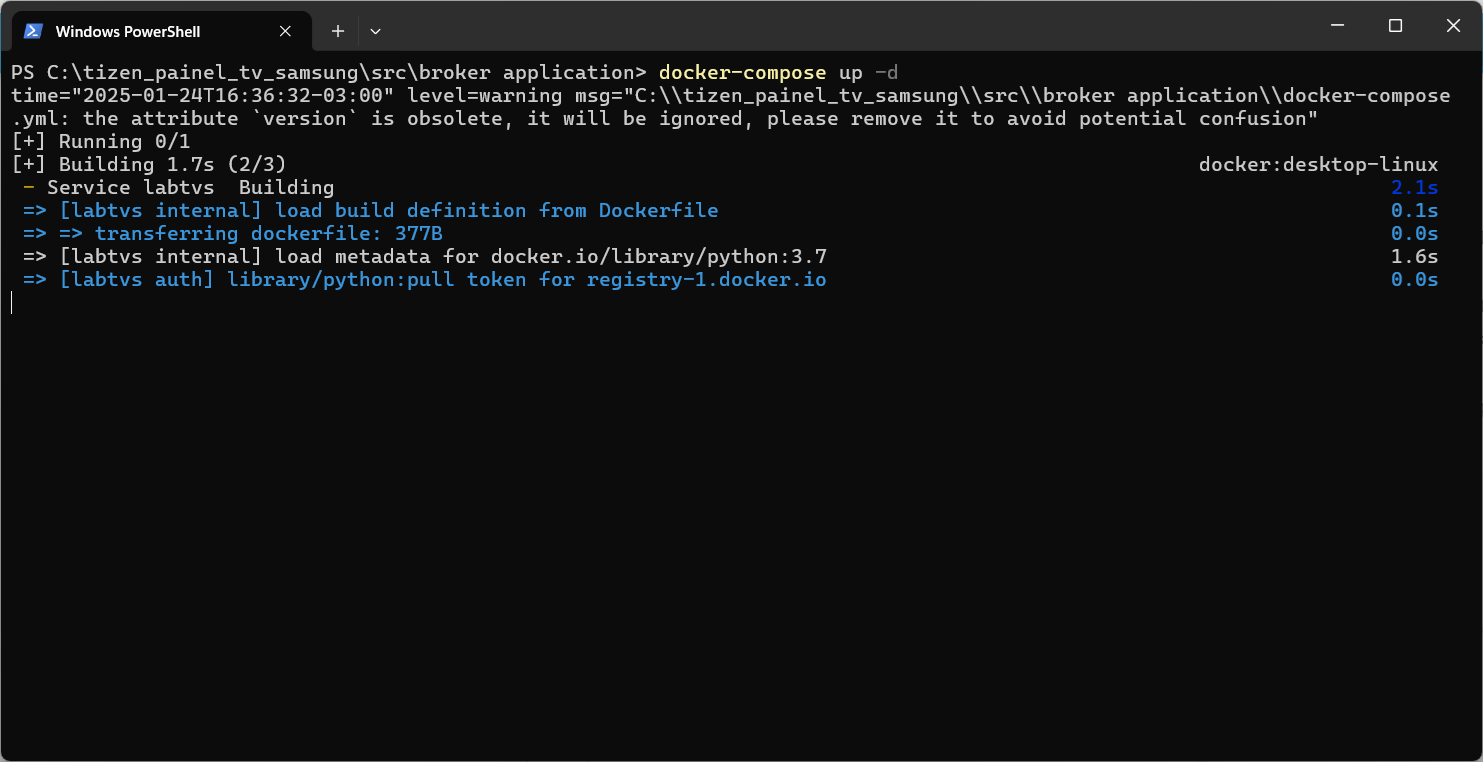 Windows PowerShell
PS C:\tizen_painel_tv_samsung\src\broker application> docker-compose up -d
time="2025-01-24T16:36:32-03:00" level=warning msg="C:\\tizen_painel_tv_samsung\\src\\broker application\\docker-compose
.yml: the attribute `version` is obsolete, it will be ignored, please remove it to avoid potential confusion"
[+] Running 0/1
[+] Building 1.7s (2/3) docker:desktop-linux
- Service labtvs  Building 2.1s
=> [labtvs internal] load build definition from Dockerfile 0.1s
=> => transferring dockerfile: 377B 0.0s
=> [labtvs internal] load metadata for docker.io/library/python:3.7 1.6s
=> [labtvs auth] library/python:pull token for registry-1.docker.io 0.0s